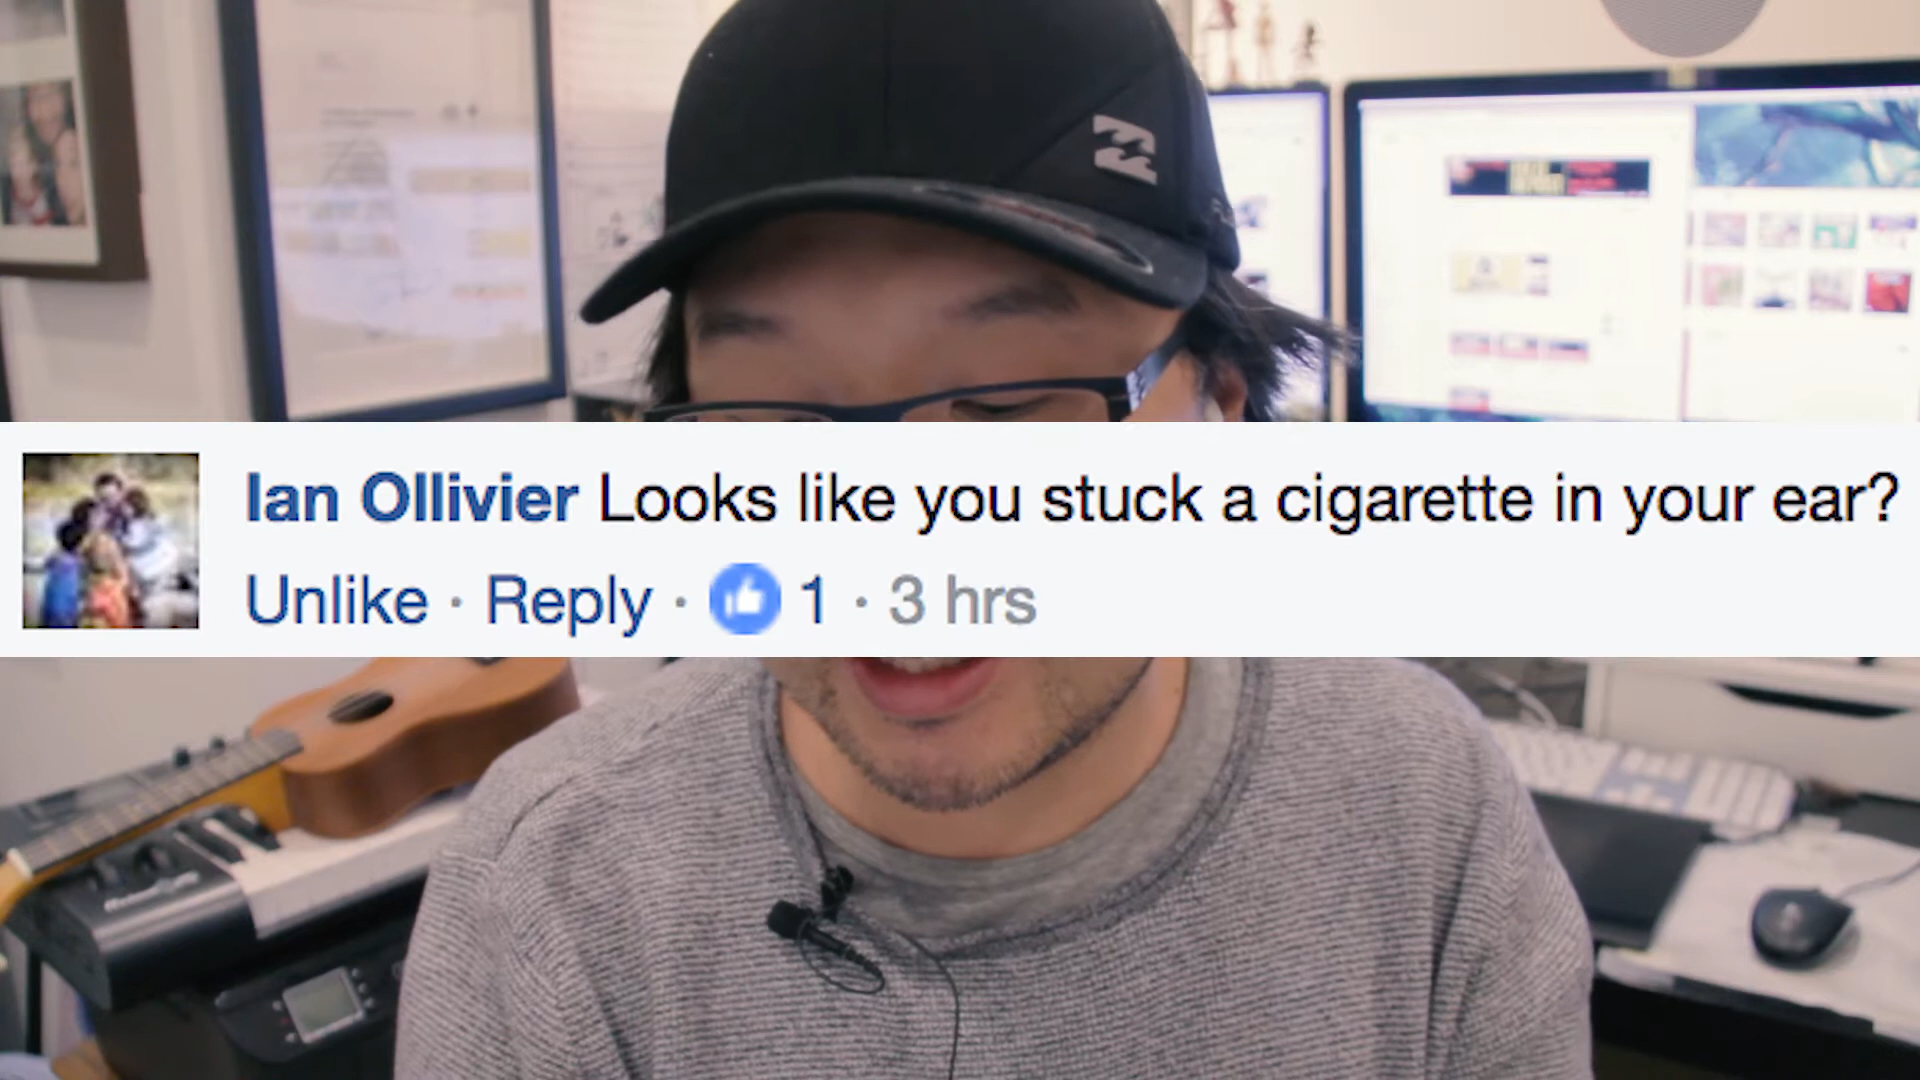 Ian Ollivier Looks like you stuck a cigarette in your ear?
Unlike · Reply · 1 · 3 hrs